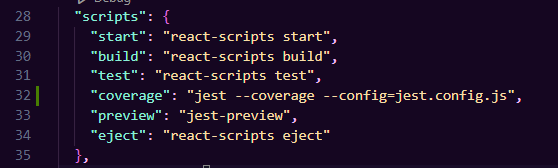 Debug
28 "scripts": {
29 "start": "react-scripts start",
30 "build": "react-scripts build",
31 "test": "react-scripts test",
32 "coverage": "jest --coverage --config=jest.config.js",
33 "preview": "jest-preview",
34 "eject": "react-scripts eject"
35 },